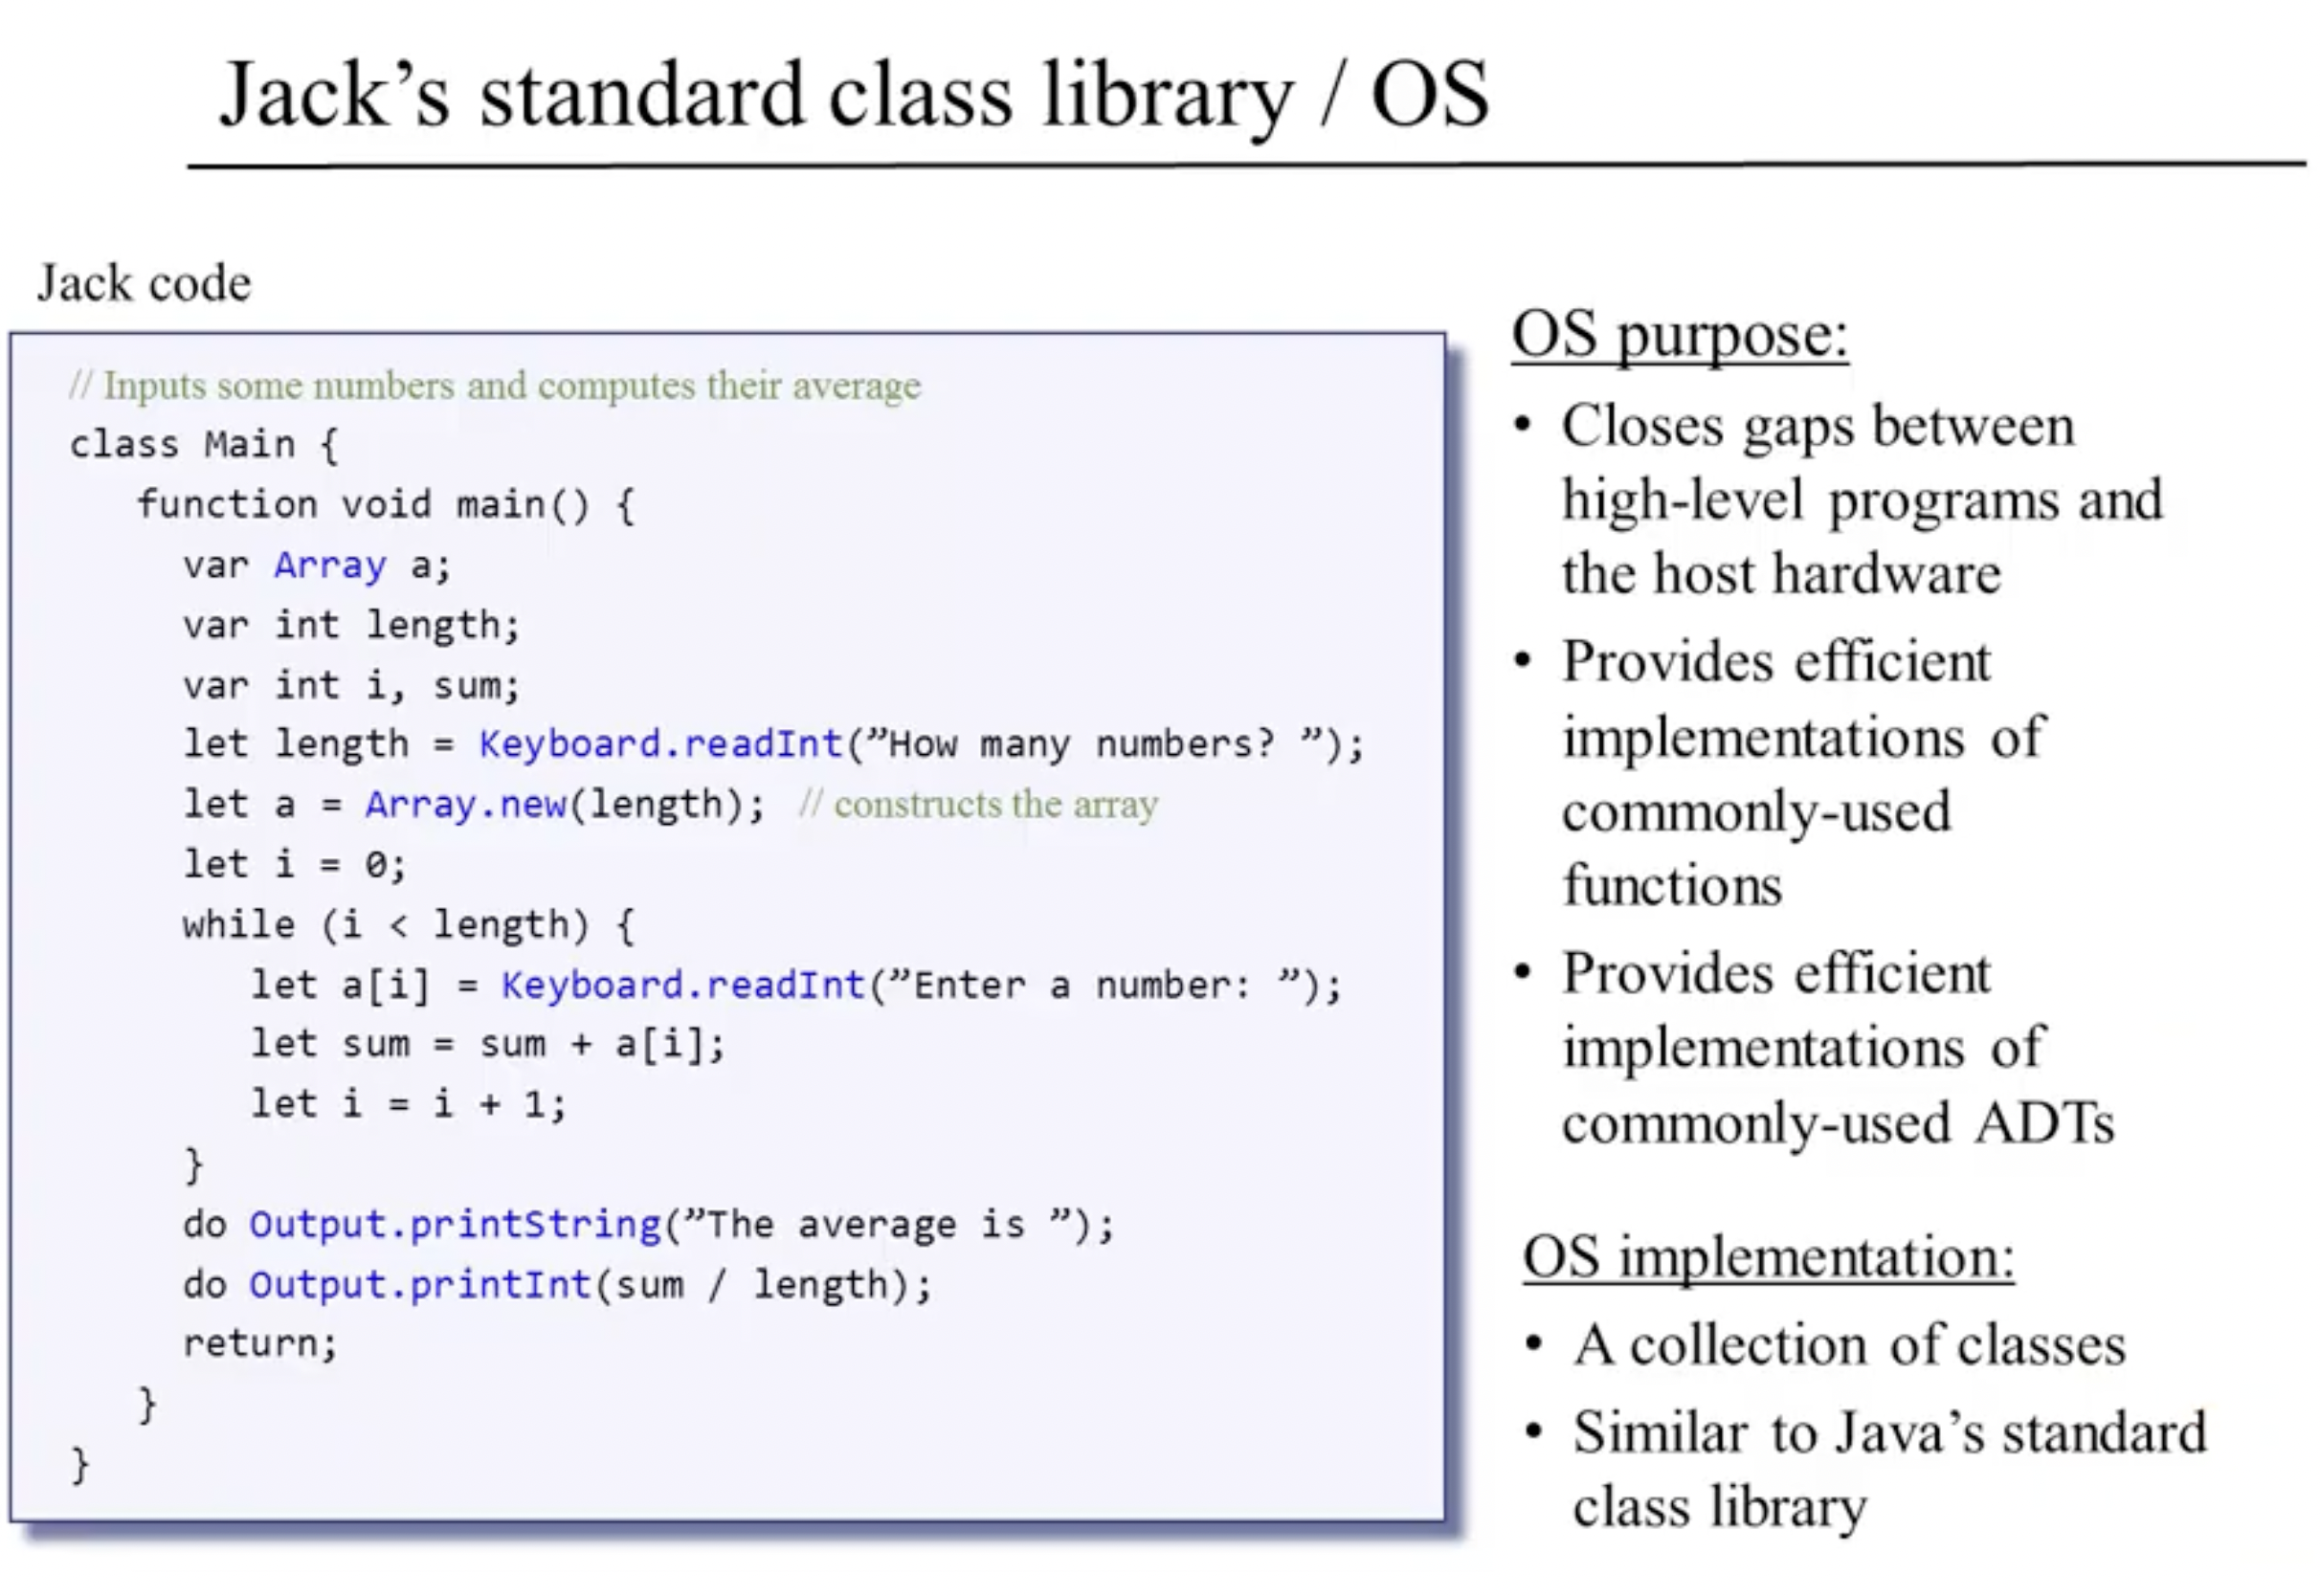 Jack’s standard class library / OS
Jack code
// Inputs some numbers and computes their average
class Main {
function void main() {
var Array a;
var int length;
var int i, sum;
let length = Keyboard.readInt(”How many numbers? ”);
let a = Array.new(length); // constructs the array
let i = 0;
while (i < length) {
let a[i] = Keyboard.readInt(”Enter a number: ”);
let sum = sum + a[i];
let i = i + 1;
}
do Output.printString(”The average is ”);
do Output.printInt(sum / length);
return;
}
}
OS purpose:
• Closes gaps between
high-level programs and
the host hardware
• Provides efficient
implementations of
commonly-used
functions
• Provides efficient
implementations of
commonly-used ADTs
OS implementation:
• A collection of classes
• Similar to Java’s standard
class library